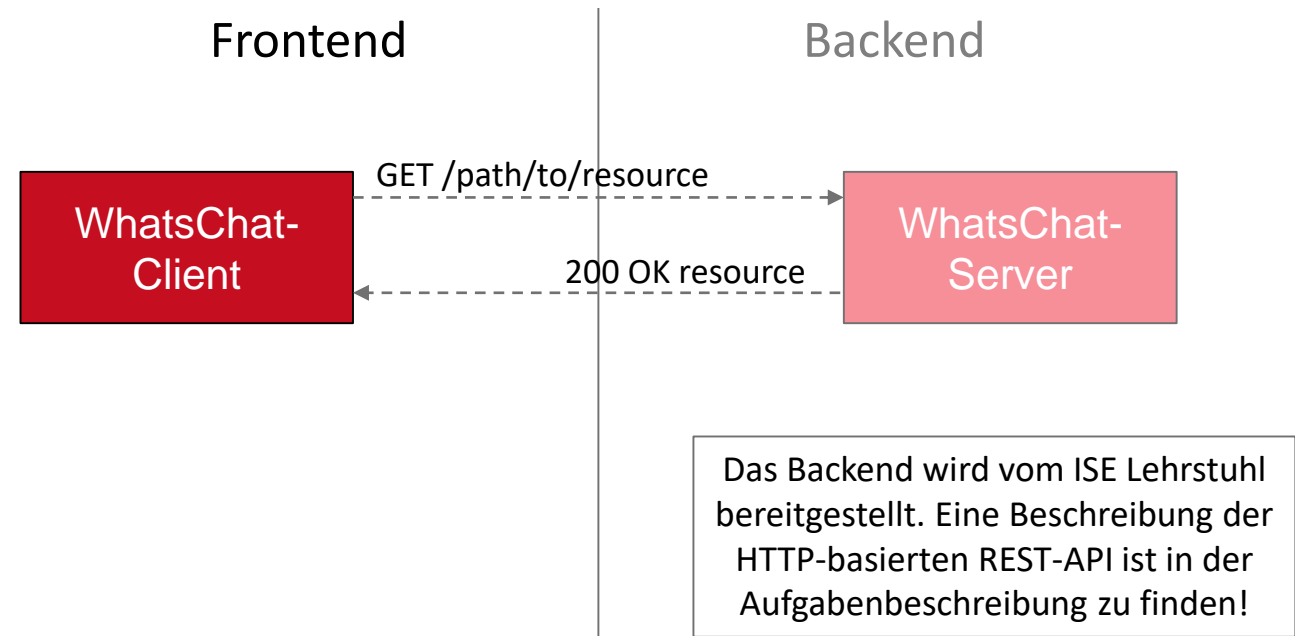 Frontend
Backend
GET /path/to/resource
WhatsChat-
Client
WhatsChat-
Server
200 OK resource
Das Backend wird vom ISE Lehrstuhl
bereitgestellt. Eine Beschreibung der
HTTP-basierten REST-API ist in der
Aufgabenbeschreibung zu finden!